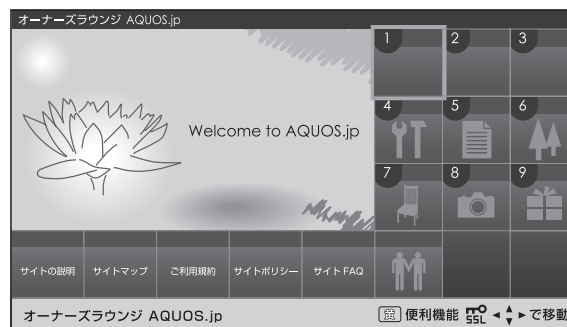 オーナーズラウンジ AQUOS.jp
1 2 3
Welcome to AQUOS.jp
4 5 6
7 8 9
サイトの説明 サイトマップ ご利用規約 サイトポリシー サイト FAQ
オーナーズラウンジ AQUOS.jp 便利機能 SSL で移動